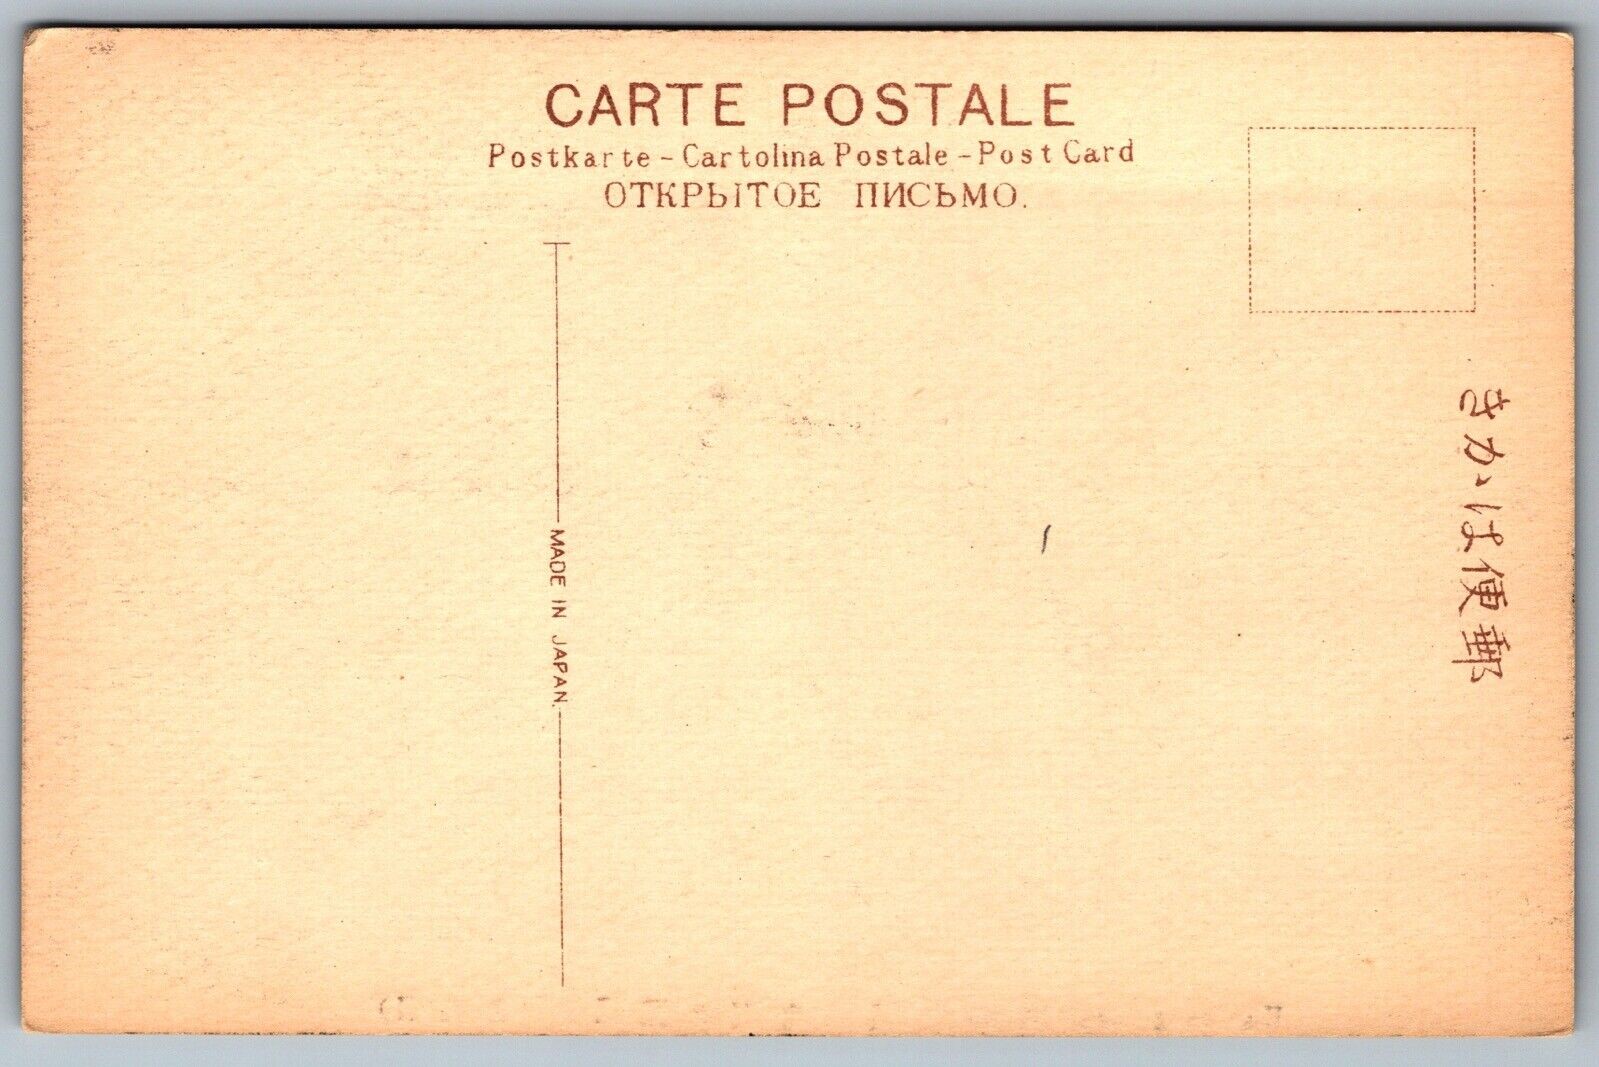 CARTE POSTALE
Postkarte - Cartolina Postale - Post Card
ОТКРЫТОЕ ПИСЬМО.
MADE IN JAPAN.
きかは便郵